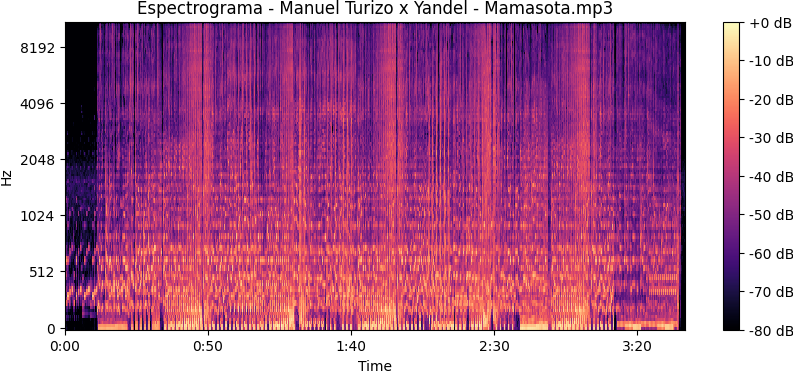 Espectrograma - Manuel Turizo x Yandel - Mamasota.mp3
8192
4096
2048
1024
512
0
Hz
0:00
0:50
1:40
2:30
3:20
Time
+0 dB
-10 dB
-20 dB
-30 dB
-40 dB
-50 dB
-60 dB
-70 dB
-80 dB